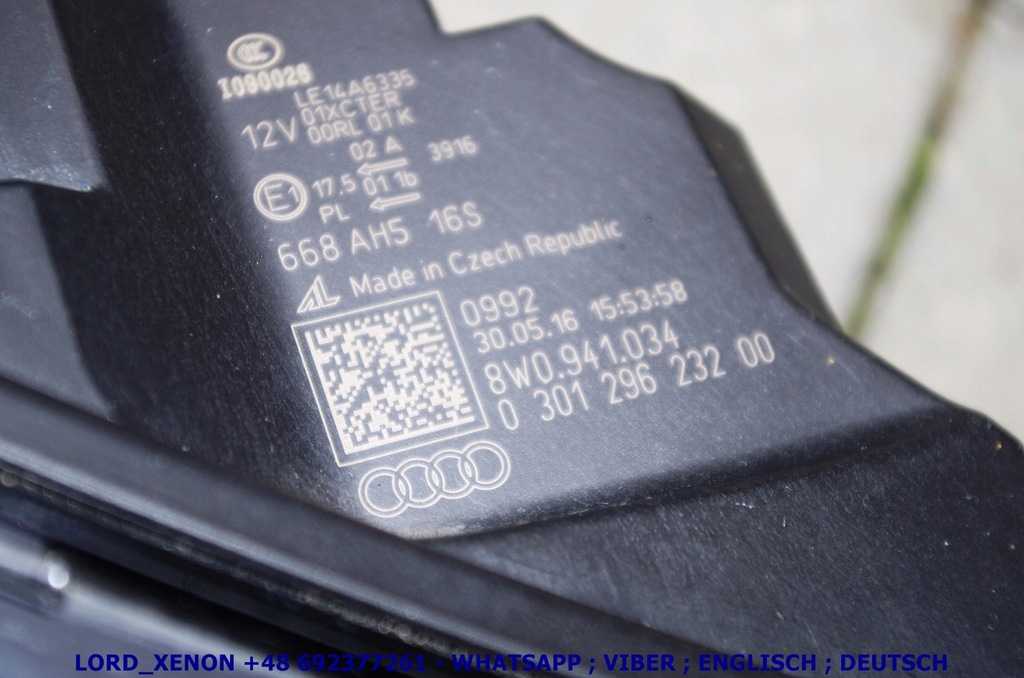 CCC
I090026
LE14A6335
01XCTER
12V 00RL 01 K
02 A 3916
E1 17.5 01 1b
PL
668 AH5 16S
AL Made in Czech Republic
0992
30.05.16 15:53:58
8W0.941.034
0 301 296 232 00
LORD_XENON +48 692377261 - WHATSAPP ; VIBER ; ENGLISCH ; DEUTSCH